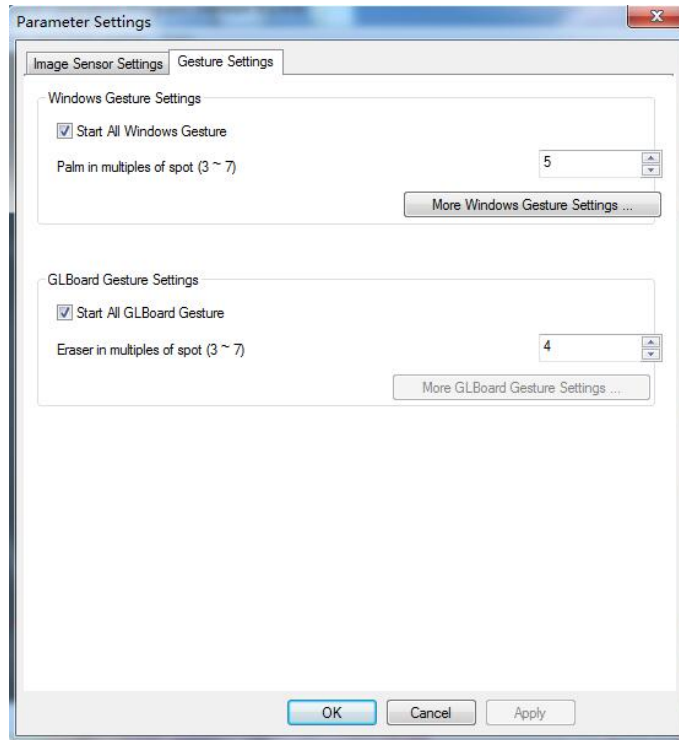 Parameter Settings
Image Sensor Settings Gesture Settings
Windows Gesture Settings
Start All Windows Gesture
Palm in multiples of spot (3 ~ 7) 5
More Windows Gesture Settings ...
GLBoard Gesture Settings
Start All GLBoard Gesture
Eraser in multiples of spot (3 ~ 7) 4
More GLBoard Gesture Settings ...
OK Cancel Apply